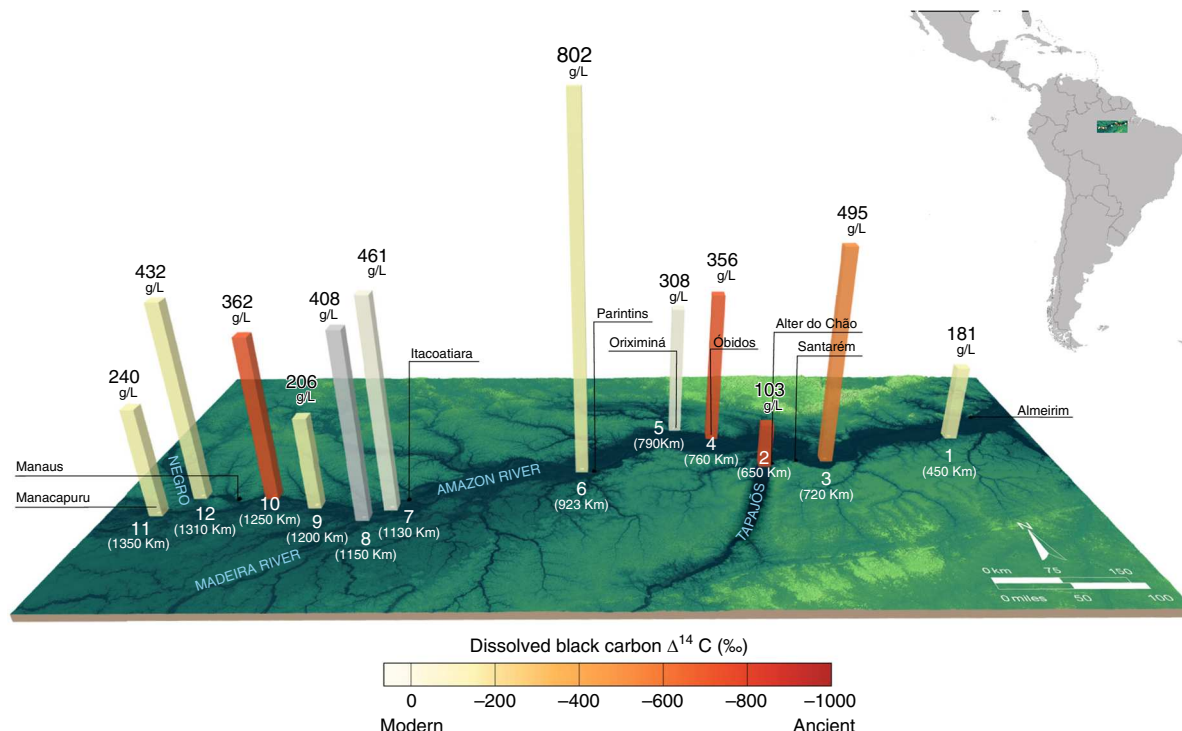 802
g/L
495
g/L
461
g/L
432
g/L
356
g/L
308
g/L
362
g/L
408
g/L
Parintins
Alter do Chão
Oriximiná
Óbidos
Santarém
181
g/L
Itacoatiara
240
g/L
206
g/L
103
g/L
Almeirim
5
(790Km)
4
(760 Km)
2
(650 Km)
3
(720 Km)
1
(450 Km)
Manaus
NEGRO
AMAZON RIVER
6
(923 Km)
Manacapuru
11
(1350 Km)
12
(1310 Km)
10
(1250 Km)
9
(1200 Km)
8
(1150 Km)
7
(1130 Km)
TAPAJÓS
MADEIRA RIVER
N
0 km 75 150
0 miles 50 100
Dissolved black carbon Δ¹⁴ C (‰)
0 −200 −400 −600 −800 −1000
Modern Ancient